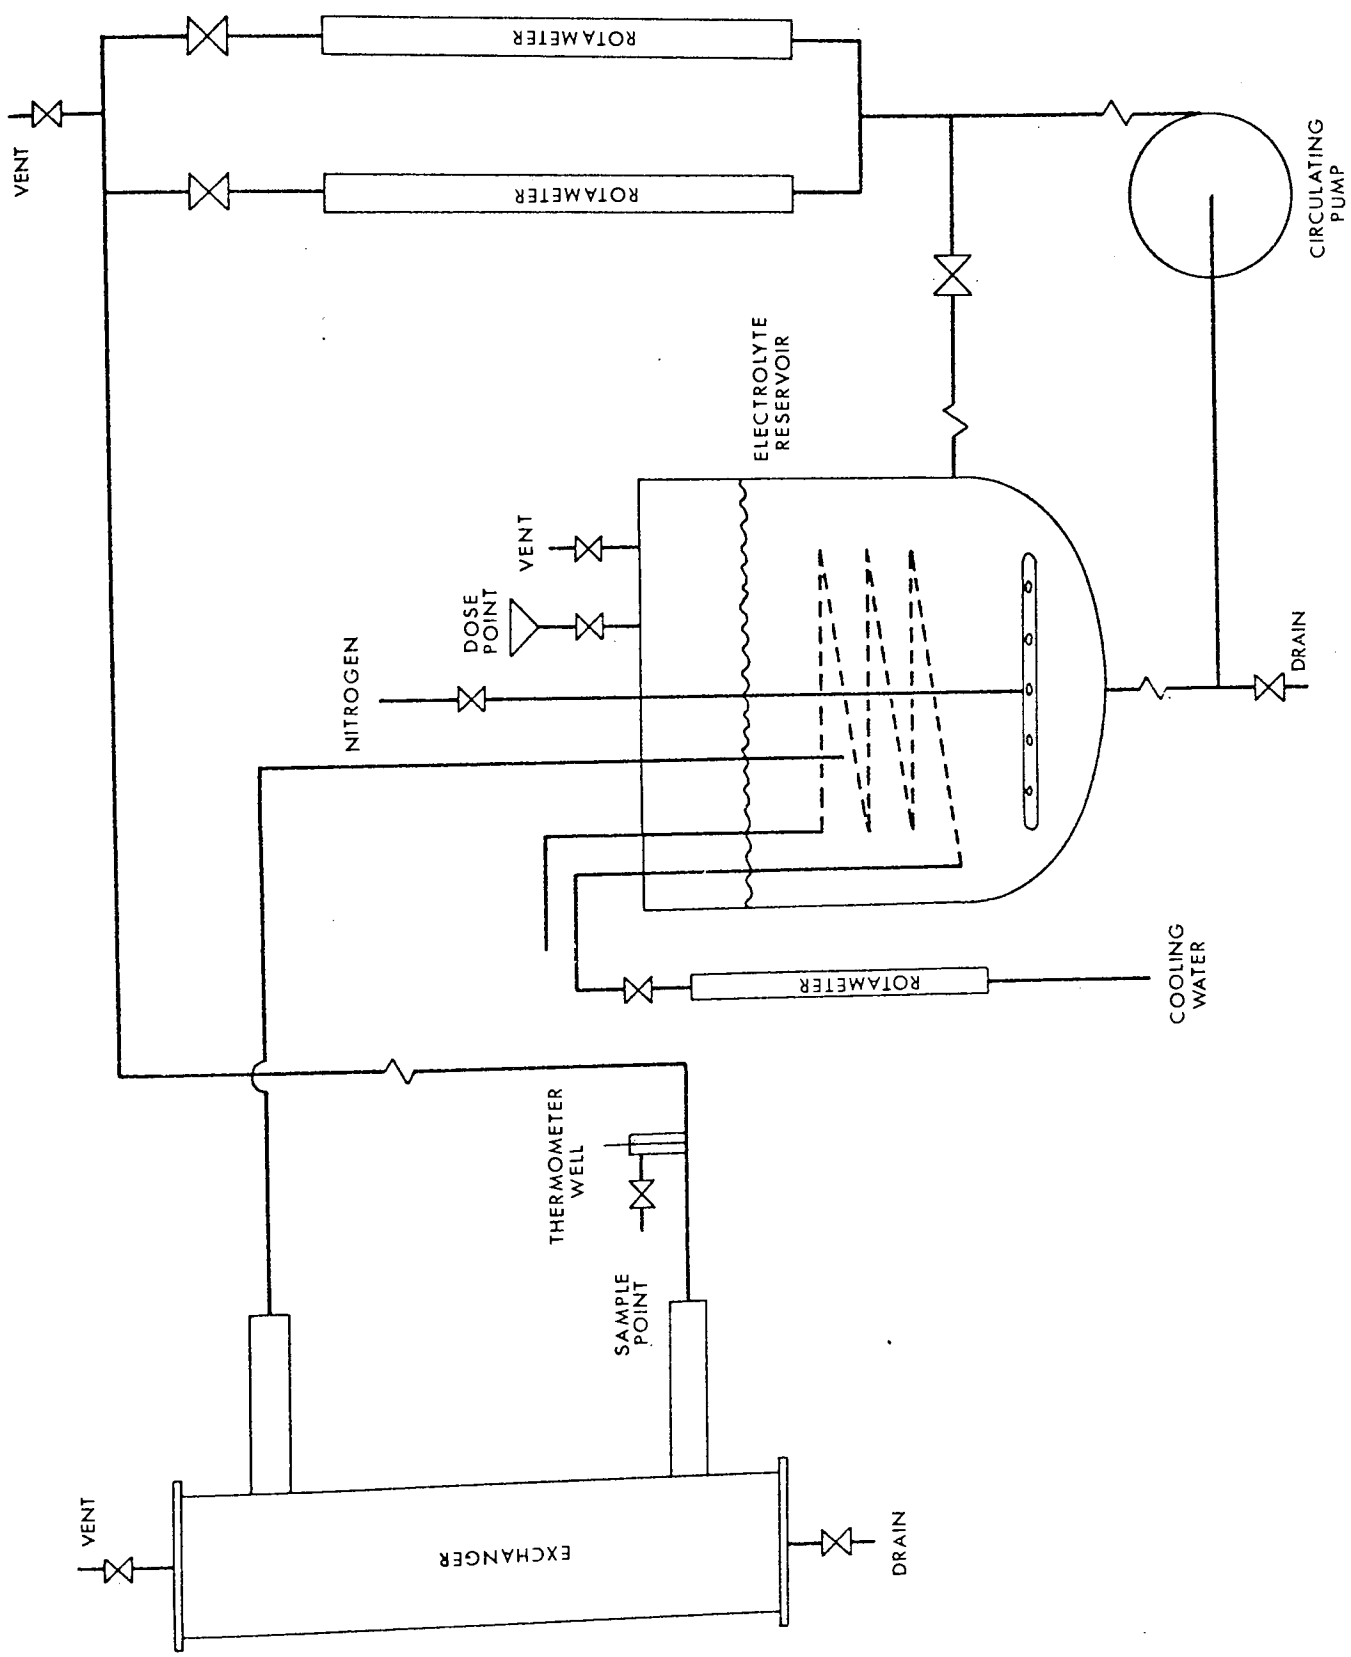 VENT
ROTAMETER
ROTAMETER
CIRCULATING
PUMP
ELECTROLYTE
RESERVOIR
VENT
DOSE
POINT
NITROGEN
DRAIN
ROTAMETER
COOLING
WATER
THERMOMETER
WELL
SAMPLE
POINT
VENT
EXCHANGER
DRAIN